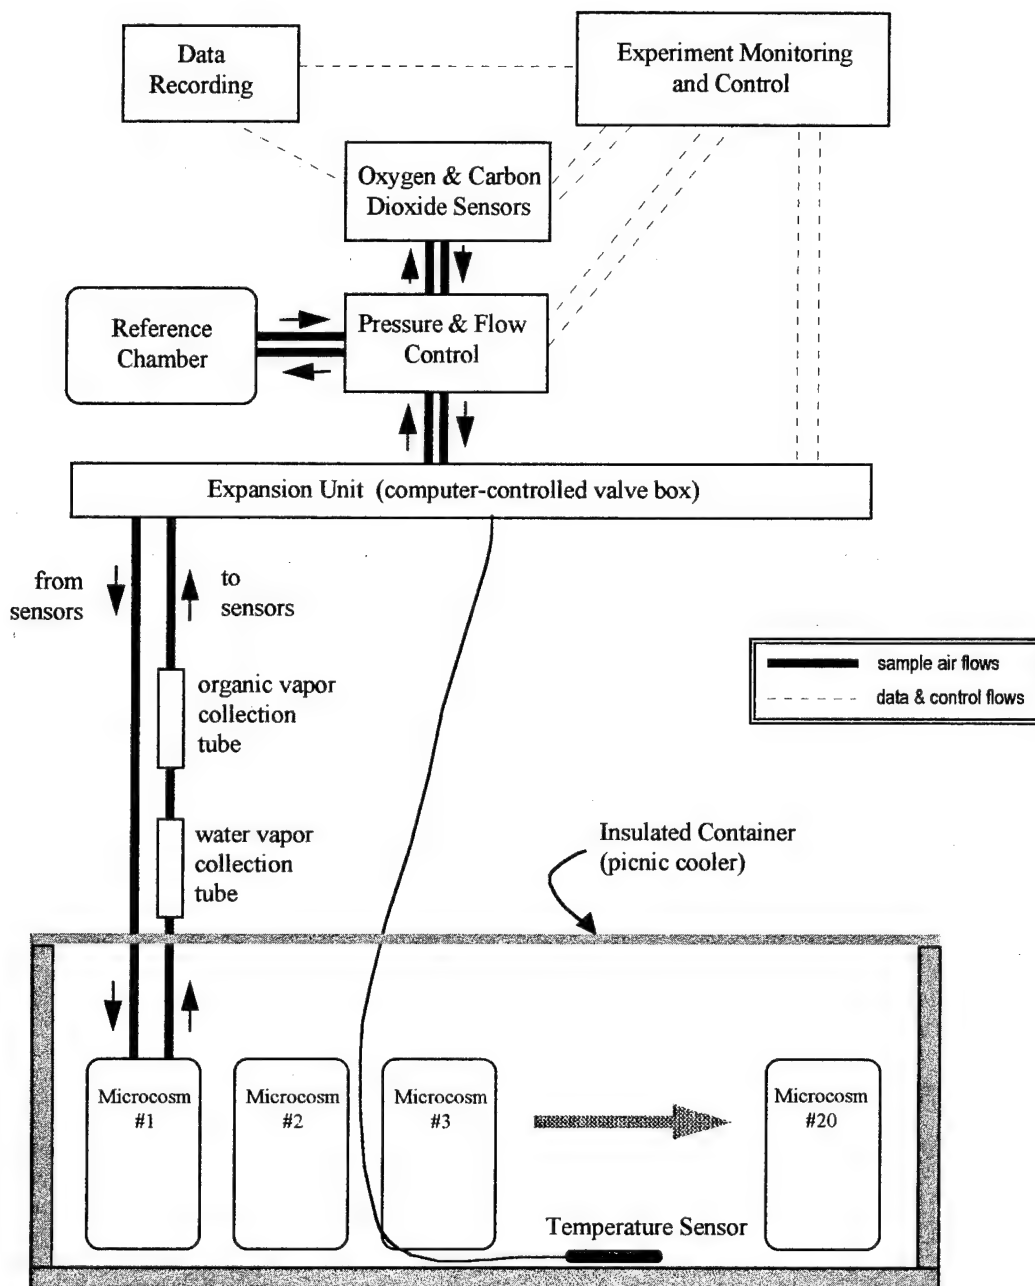 Data
Recording
Experiment Monitoring
and Control
Oxygen & Carbon
Dioxide Sensors
Reference
Chamber
Pressure & Flow
Control
Expansion Unit (computer-controlled valve box)
from
sensors
to
sensors
organic vapor
collection
tube
sample air flows
data & control flows
water vapor
collection
tube
Insulated Container
(picnic cooler)
Microcosm
#1
Microcosm
#2
Microcosm
#3
Microcosm
#20
Temperature Sensor